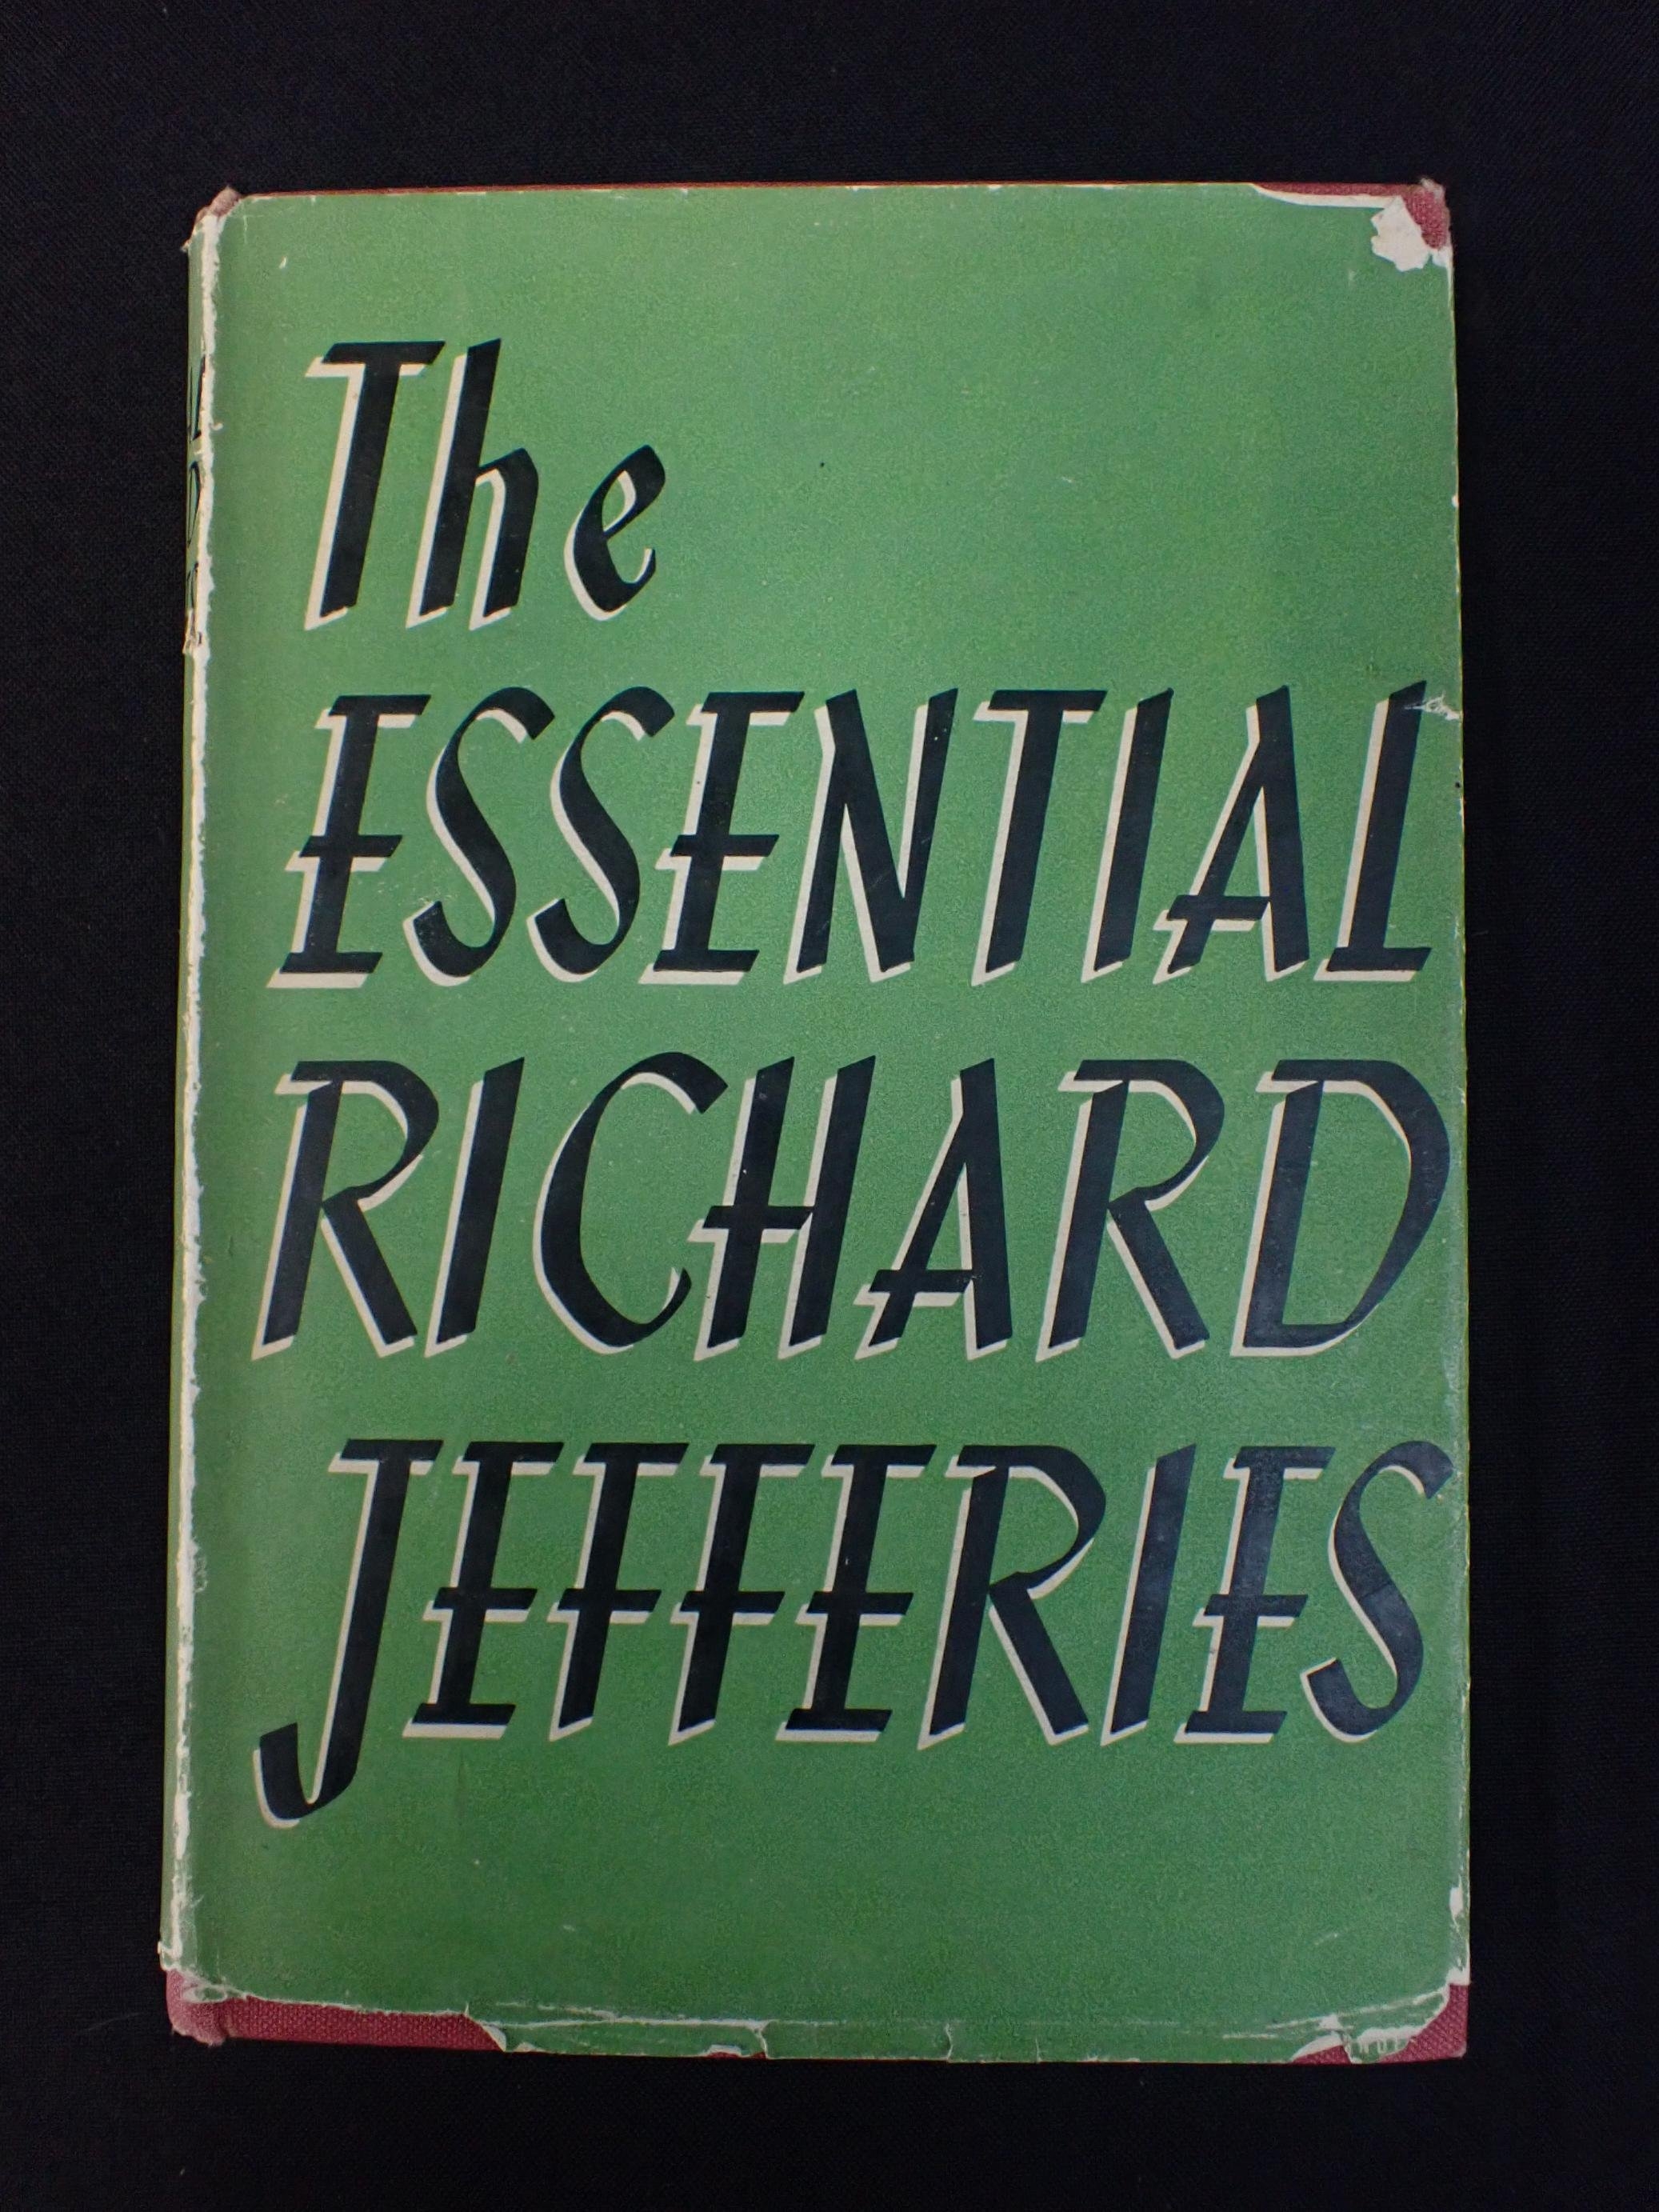 The
ESSENTIAL
RICHARD
JEFFERIES